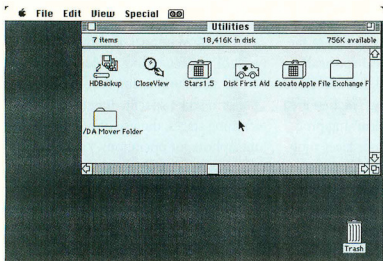 File Edit View Special
Utilities
7 items 18,416K in disk 756K available
HDBackup CloseView Stars1.5 Disk First Aid Locate Apple File Exchange F
/DA Mover Folder
Trash